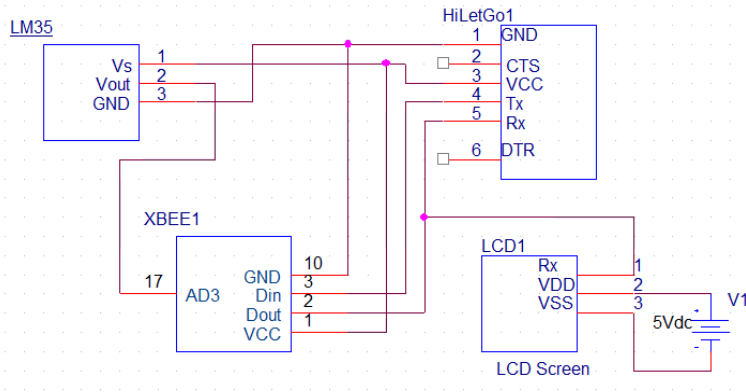 LM35
Vs 1
Vout 2
GND 3
HiLetGo1
1 GND
2 CTS
3 VCC
4 Tx
5 Rx
6 DTR
XBEE1
17 AD3
GND 10
Din 3
Dout 2
VCC 1
LCD1
Rx 1
VDD 2
VSS 3
LCD Screen
V1
5Vdc
+
-